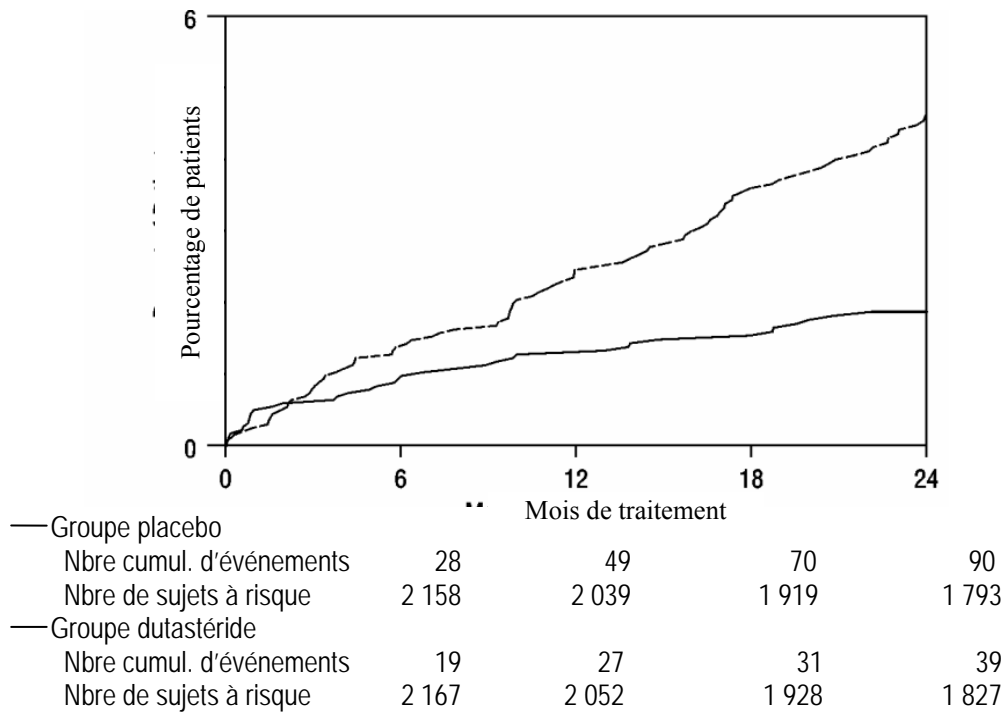 6
Pourcentage de patients
0
0 6 12 18 24
Mois de traitement
Groupe placebo
Nbre cumul. d'événements 28 49 70 90
Nbre de sujets à risque 2 158 2 039 1 919 1 793
Groupe dutastéride
Nbre cumul. d'événements 19 27 31 39
Nbre de sujets à risque 2 167 2 052 1 928 1 827